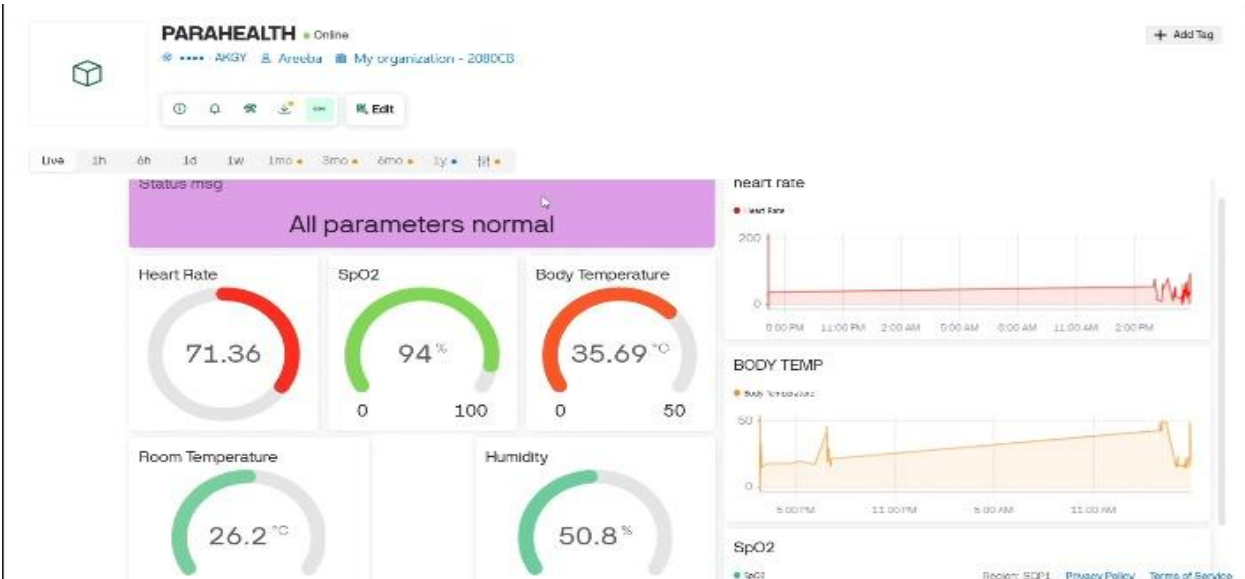 PARAHEALTH • Online
+ Add Tag
AKGY Areeba My organization - 2080CB
Edit
Live 1h 6h 1d 1w 1mo • 3mo • 6mo • 1y •
Status msg
All parameters normal
Heart Rate
71.36
SpO2
94 %
0 100
Body Temperature
35.69 °C
0 50
Room Temperature
26.2 °C
Humidity
50.8 %
heart rate
Heart Rate
200
0
8:00 PM 11:00 PM 2:00 AM 5:00 AM 8:00 AM 11:00 AM 2:00 PM
BODY TEMP
Body Temperature
50
0
5:00 PM 11:00 PM 5:00 AM 11:00 AM
SpO2
SpO2
Region: SGP1 Privacy Policy Terms of Service